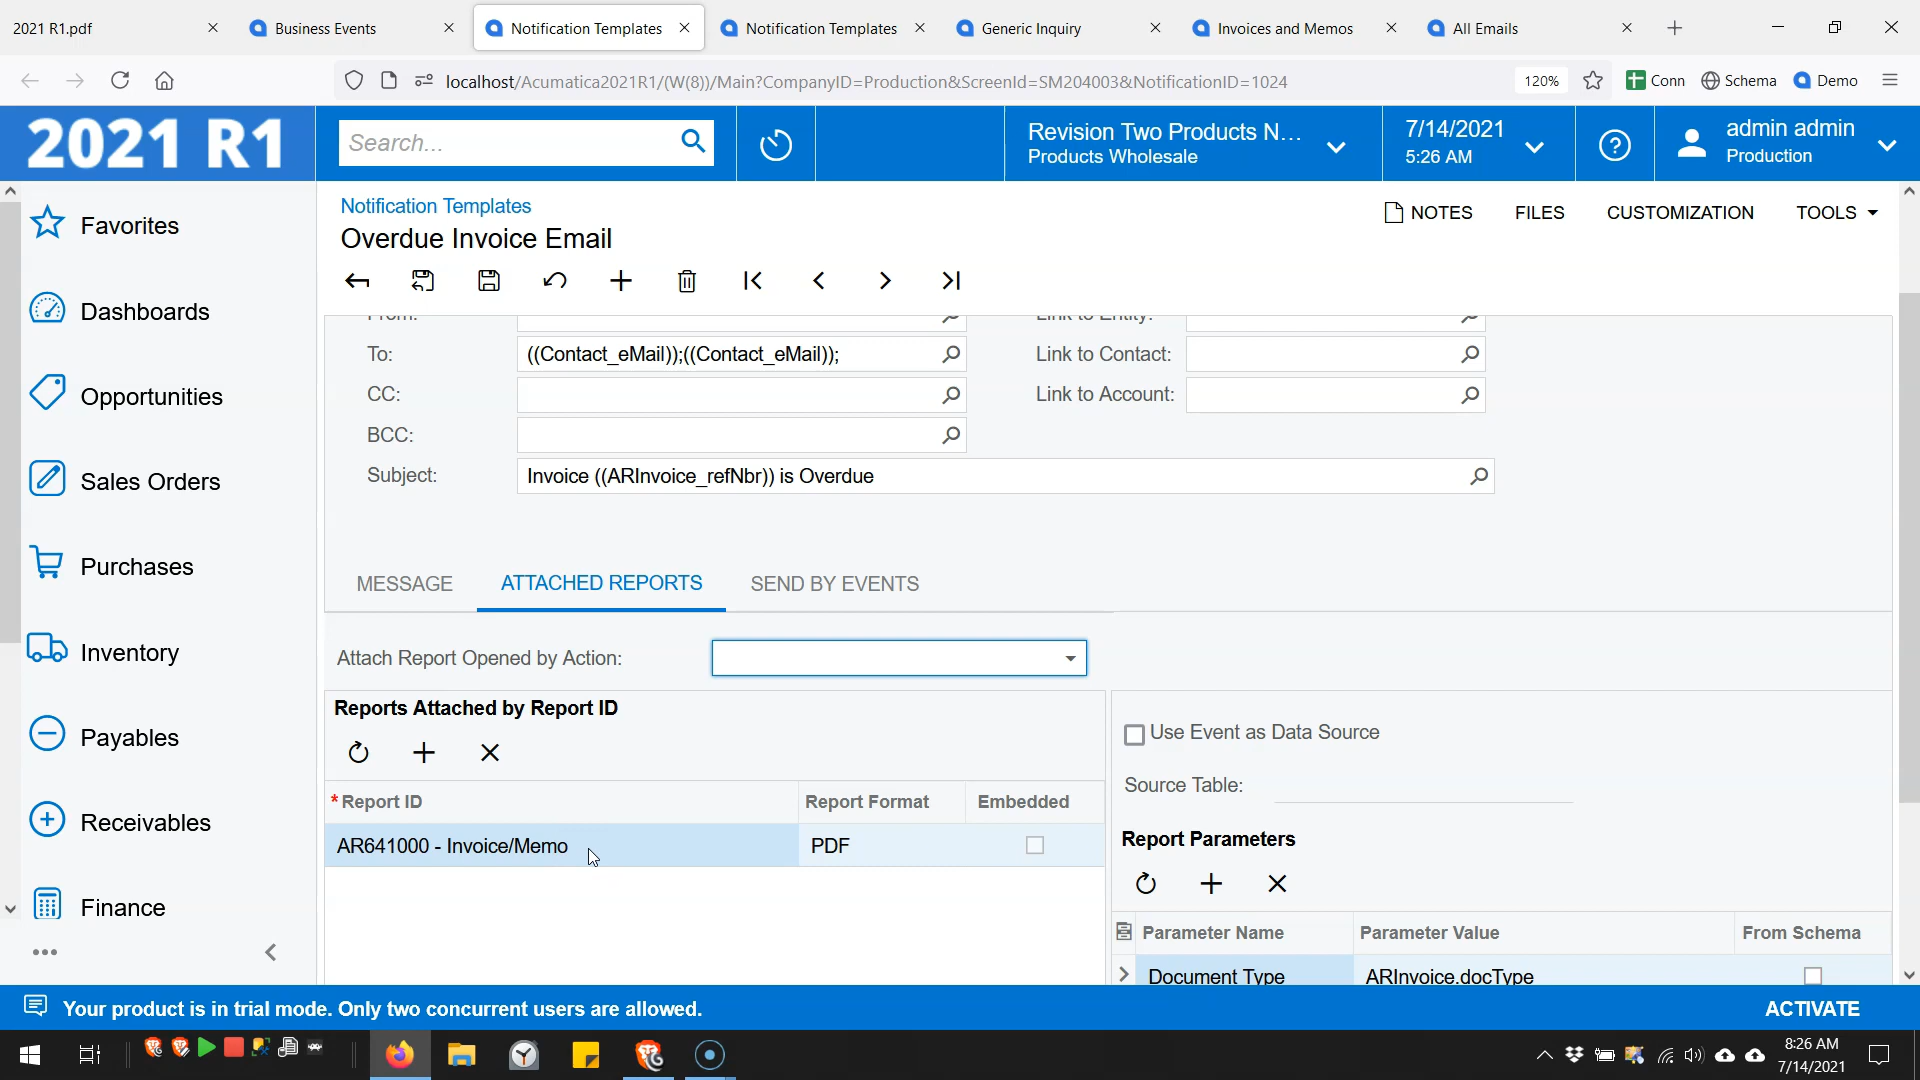 2021 R1.pdf
Business Events
Notification Templates
Notification Templates
Generic Inquiry
Invoices and Memos
All Emails
localhost/Acumatica2021R1/(W(8))/Main?CompanyID=Production&ScreenId=SM204003&NotificationID=1024
120%
Conn
Schema
Demo
2021 R1
Search...
Revision Two Products N...
Products Wholesale
7/14/2021
5:26 AM
admin admin
Production
Favorites
Dashboards
Opportunities
Sales Orders
Purchases
Inventory
Payables
Receivables
Finance
Notification Templates
Overdue Invoice Email
NOTES
FILES
CUSTOMIZATION
TOOLS
From:
Link to Entity:
To:
((Contact_eMail));((Contact_eMail));
Link to Contact:
CC:
Link to Account:
BCC:
Subject:
Invoice ((ARInvoice_refNbr)) is Overdue
MESSAGE
ATTACHED REPORTS
SEND BY EVENTS
Attach Report Opened by Action:
Reports Attached by Report ID
* Report ID
Report Format
Embedded
AR641000 - Invoice/Memo
PDF
Use Event as Data Source
Source Table:
Report Parameters
Parameter Name
Parameter Value
From Schema
Document Type
ARInvoice.docType
Your product is in trial mode. Only two concurrent users are allowed.
ACTIVATE
8:26 AM
7/14/2021